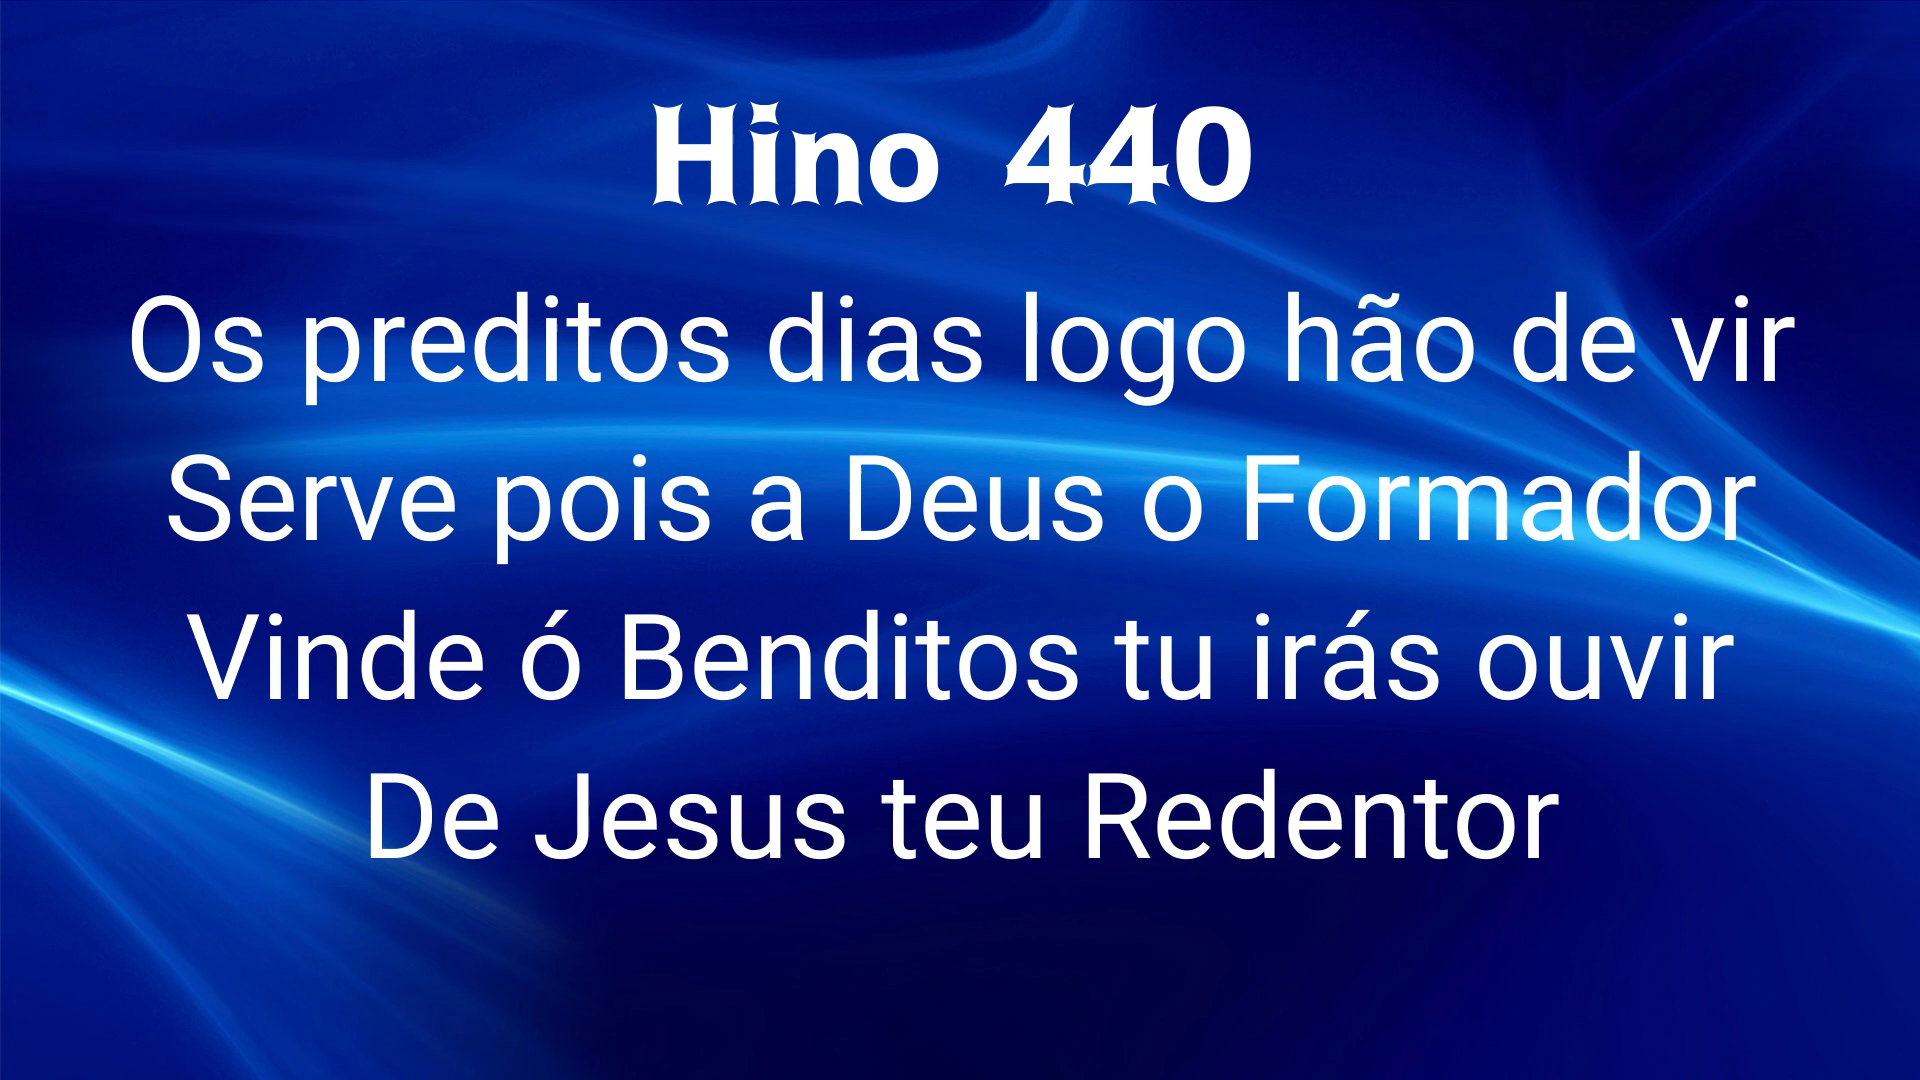 Hino 440
Os preditos dias logo hão de vir
Serve pois a Deus o Formador
Vinde ó Benditos tu irás ouvir
De Jesus teu Redentor